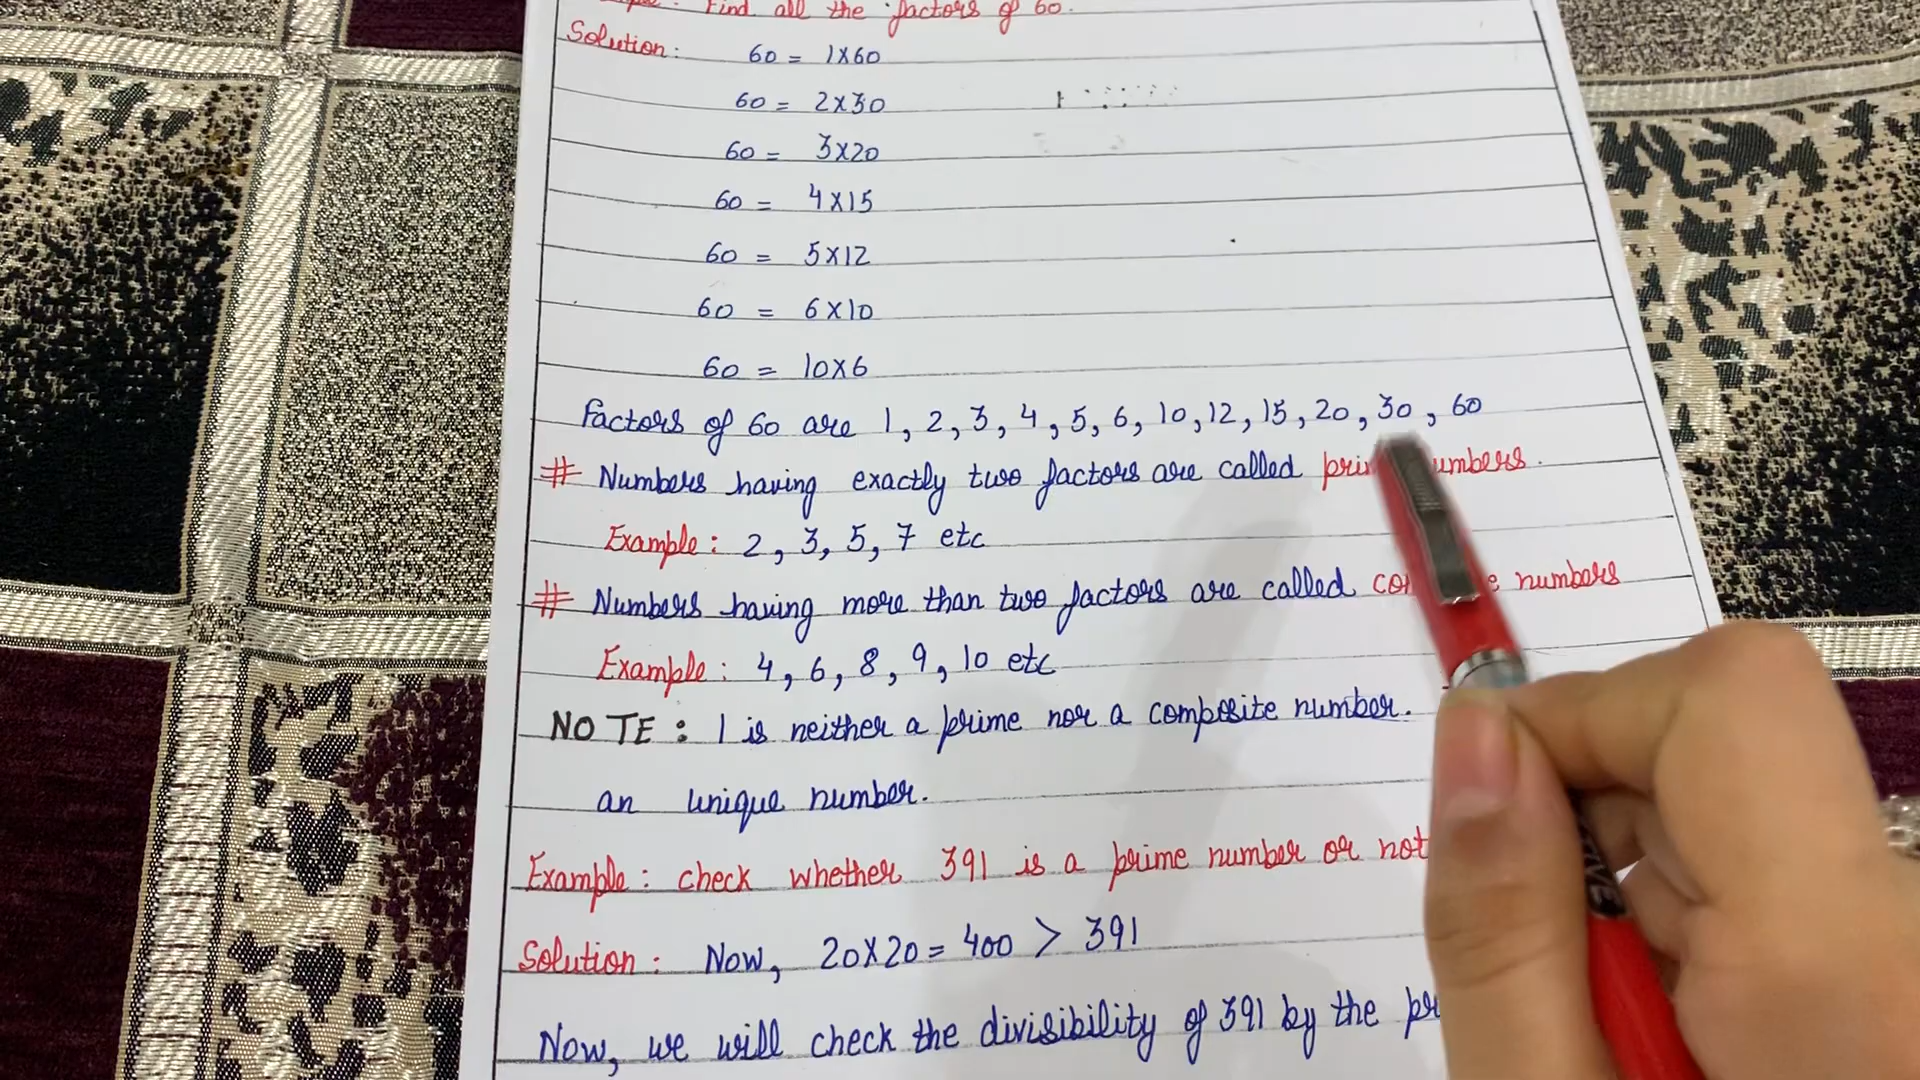 Find all the factors of 60.
Solution:
60 = 1X60
60 = 2X30
60 = 3X20
60 = 4X15
60 = 5X12
60 = 6X10
60 = 10X6
Factors of 60 are 1, 2, 3, 4, 5, 6, 10, 12, 15, 20, 30, 60
# Numbers having exactly two factors are called
Example: 2, 3, 5, 7 etc
# Numbers having more than two factors are called numbers
Example: 4, 6, 8, 9, 10 etc
NOTE: 1 is neither a prime nor a composite number.
an unique number.
Example: check whether 391 is a prime number or not
Solution: Now, 20X20 = 400 > 391
Now, we will check the divisibility of 391 by the